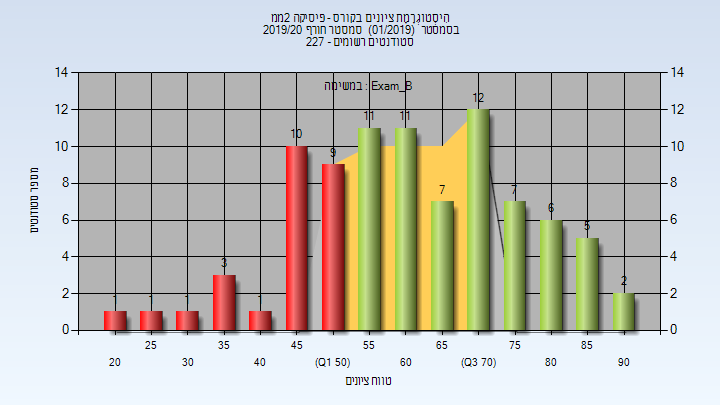 היסטוגרמת ציונים בקורס - פיסיקה 2ממ
בסמסטר (01/2019) סמסטר חורף 2019/20
סטודנטים רשומים - 227
במשימה : Exam_B
מספר סטודנטים
14 14
12 12
10 10
8 8
6 6
4 4
2 2
0 0
1 1 1 3 1 10 9 11 11 7 12 7 6 5 2
25 35 45 55 65 75 85
20 30 40 (Q1 50) 60 (Q3 70) 80 90
טווח ציונים